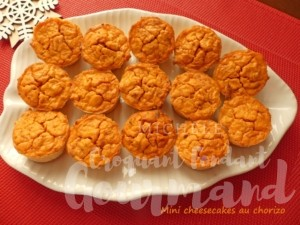 Croquant fondant
Gourmand
Mini cheesecakes au chorizo